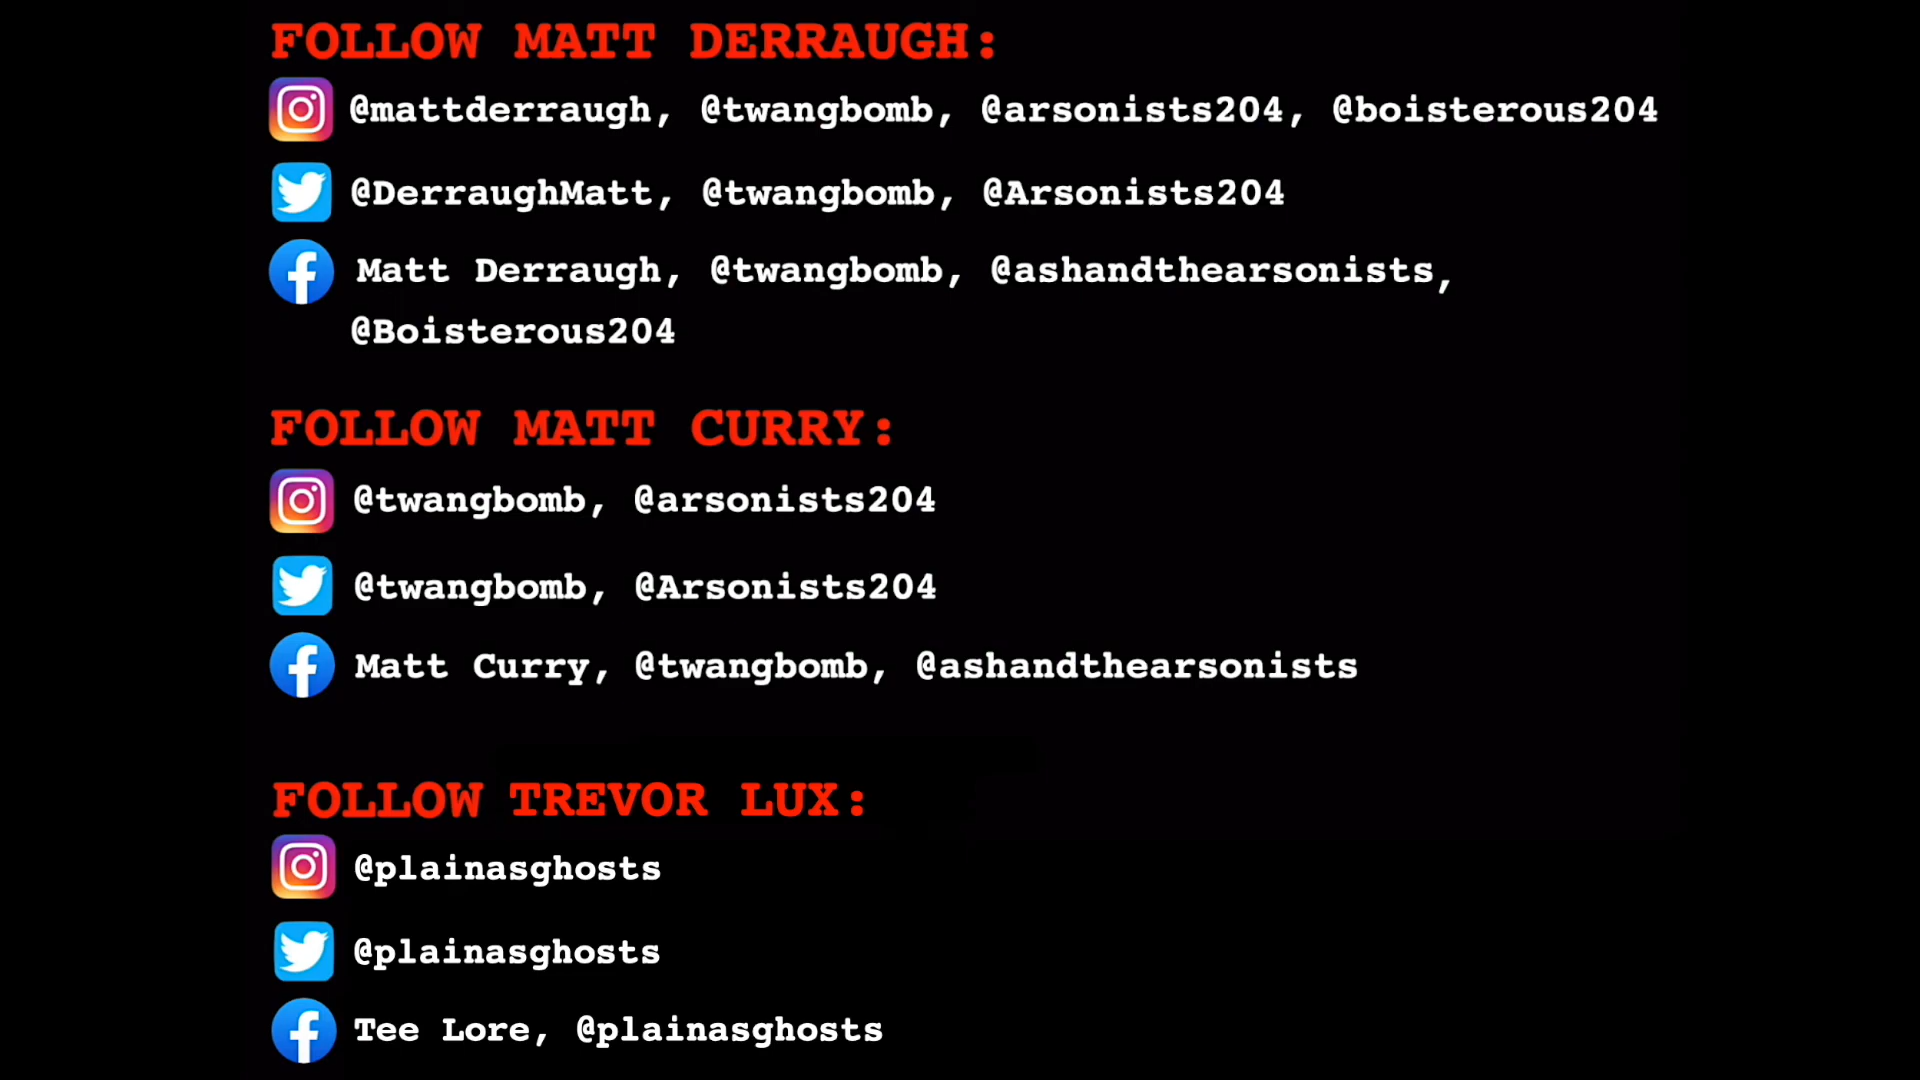 FOLLOW MATT DERRAUGH:
@mattderraugh, @twangbomb, @arsonists204, @boisterous204
@DerraughMatt, @twangbomb, @Arsonists204
Matt Derraugh, @twangbomb, @ashandthearsonists,
@Boisterous204
FOLLOW MATT CURRY:
@twangbomb, @arsonists204
@twangbomb, @Arsonists204
Matt Curry, @twangbomb, @ashandthearsonists
FOLLOW TREVOR LUX:
@plainasghosts
@plainasghosts
Tee Lore, @plainasghosts